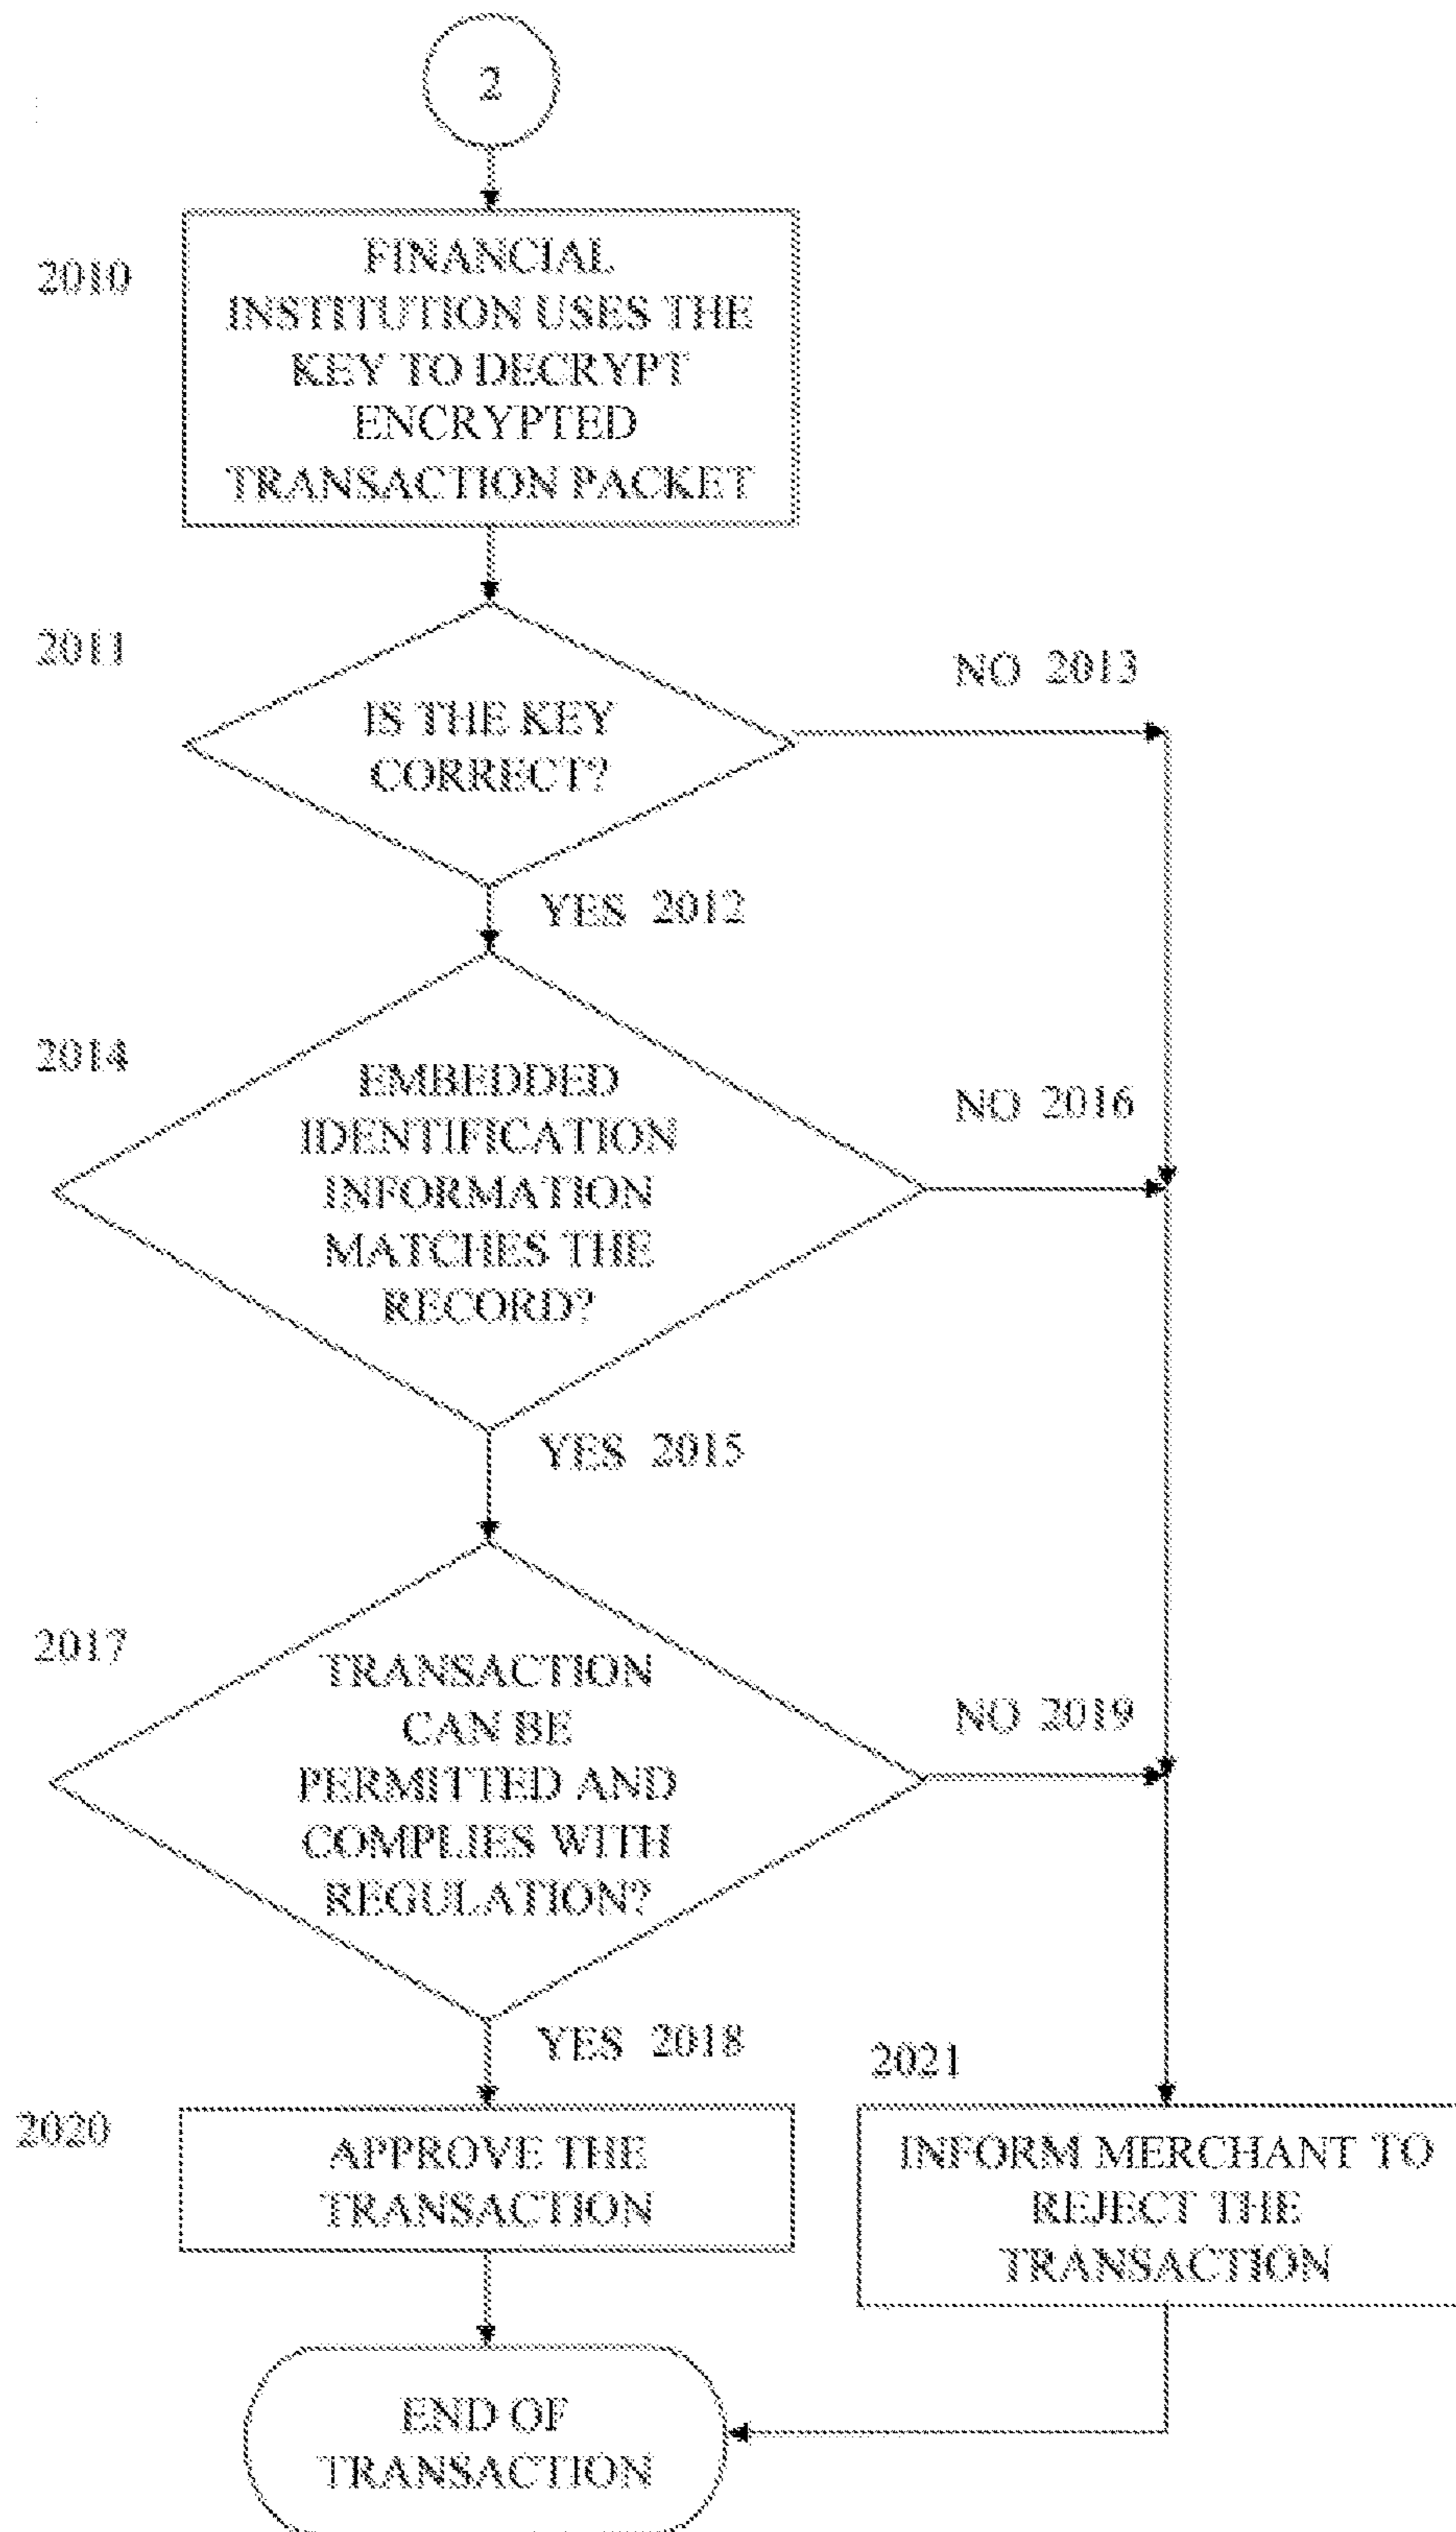 2
2010
FINANCIAL
INSTITUTION USES THE
KEY TO DECRYPT
ENCRYPTED
TRANSACTION PACKET
2011
IS THE KEY
CORRECT?
NO 2013
YES 2012
2014
EMBEDDED
IDENTIFICATION
INFORMATION
MATCHES THE
RECORD?
NO 2016
YES 2015
2017
TRANSACTION
CAN BE
PERMITTED AND
COMPLIES WITH
REGULATION?
NO 2019
YES 2018
2020
APPROVE THE
TRANSACTION
2021
INFORM MERCHANT TO
REJECT THE
TRANSACTION
END OF
TRANSACTION